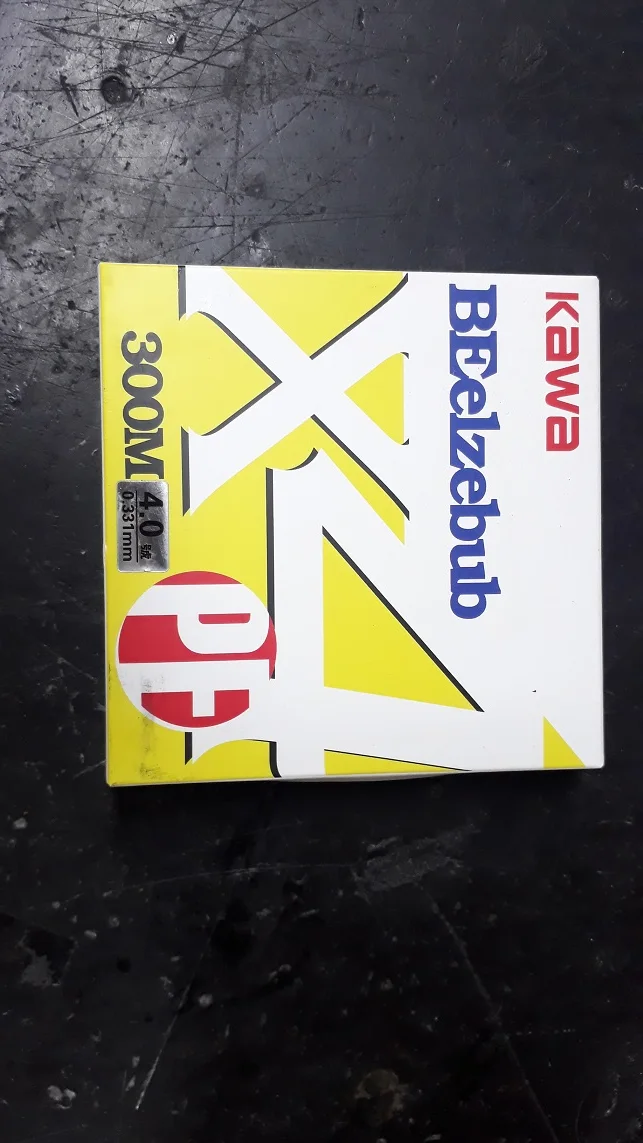 Kawa
BEelzebub
X4
300M
4.0號
0.331mm
PE